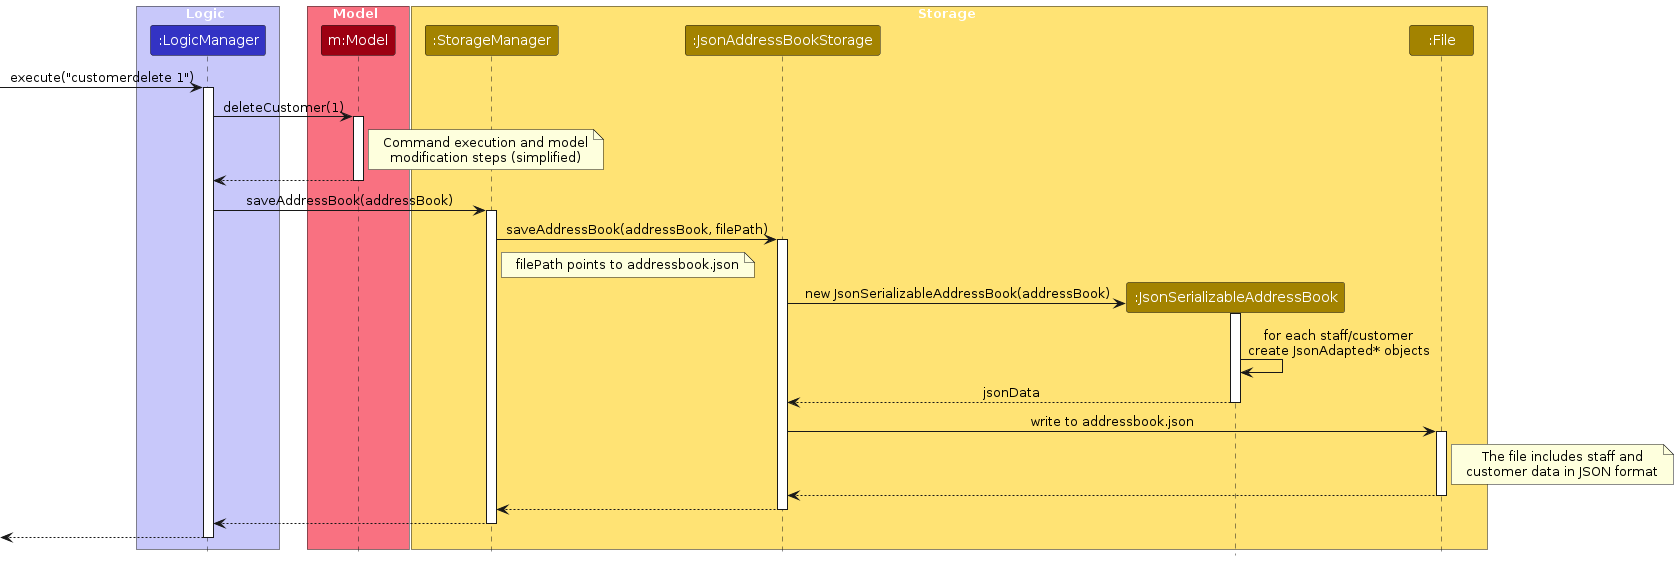 Logic
Model
Storage
:LogicManager
m:Model
:StorageManager
:JsonAddressBookStorage
:File
execute("customerdelete 1")
deleteCustomer(1)
Command execution and model
modification steps (simplified)
saveAddressBook(addressBook)
saveAddressBook(addressBook, filePath)
filePath points to addressbook.json
new JsonSerializableAddressBook(addressBook)
:JsonSerializableAddressBook
for each staff/customer
create JsonAdapted* objects
jsonData
write to addressbook.json
The file includes staff and
customer data in JSON format